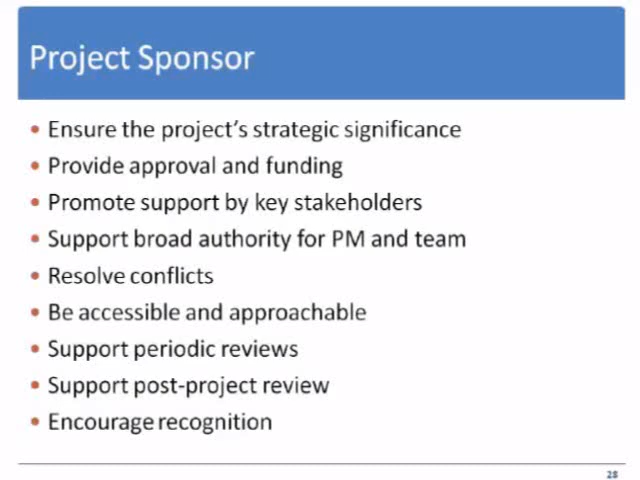 Project Sponsor
• Ensure the project's strategic significance
• Provide approval and funding
• Promote support by key stakeholders
• Support broad authority for PM and team
• Resolve conflicts
• Be accessible and approachable
• Support periodic reviews
• Support post-project review
• Encourage recognition
28